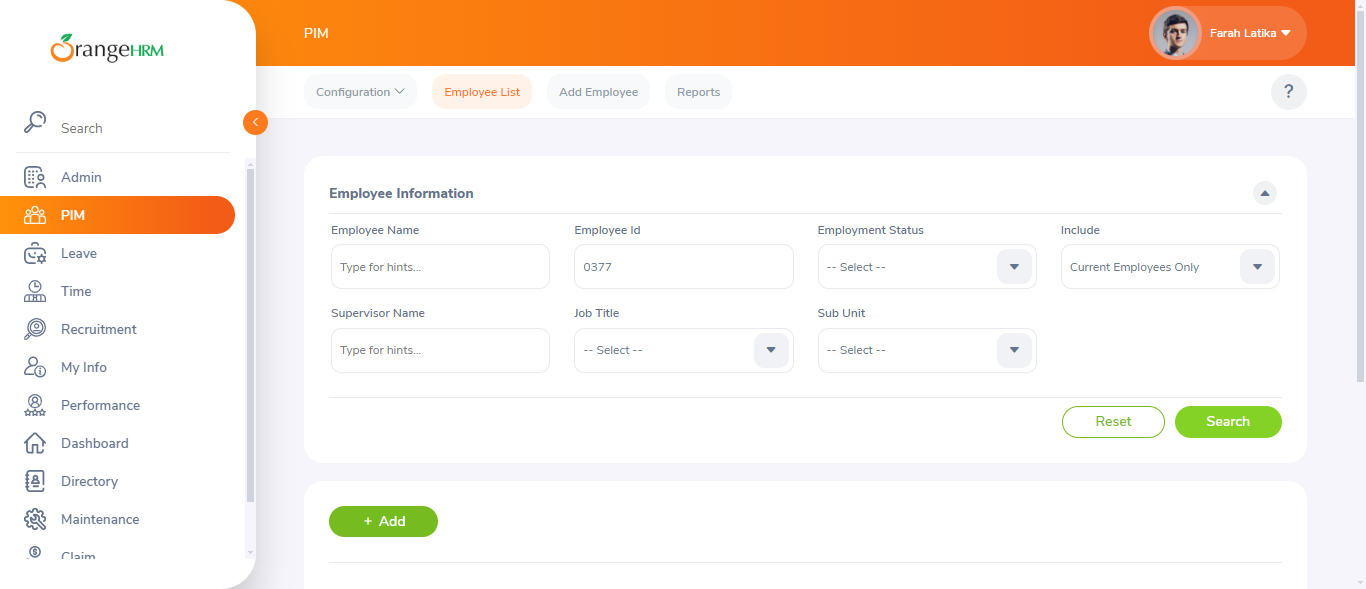 OrangeHRM
Search
Admin
PIM
Leave
Time
Recruitment
My Info
Performance
Dashboard
Directory
Maintenance
Claim
PIM
Farah Latika
Configuration
Employee List
Add Employee
Reports
?
Employee Information
Employee Name
Employee Id
Employment Status
Include
Type for hints...
0377
-- Select --
Current Employees Only
Supervisor Name
Job Title
Sub Unit
Type for hints...
-- Select --
-- Select --
Reset
Search
+ Add